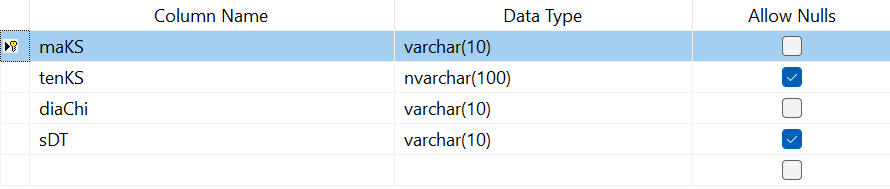 Column Name Data Type Allow Nulls
maKS varchar(10)
tenKS nvarchar(100)
diaChi varchar(10)
sDT varchar(10)